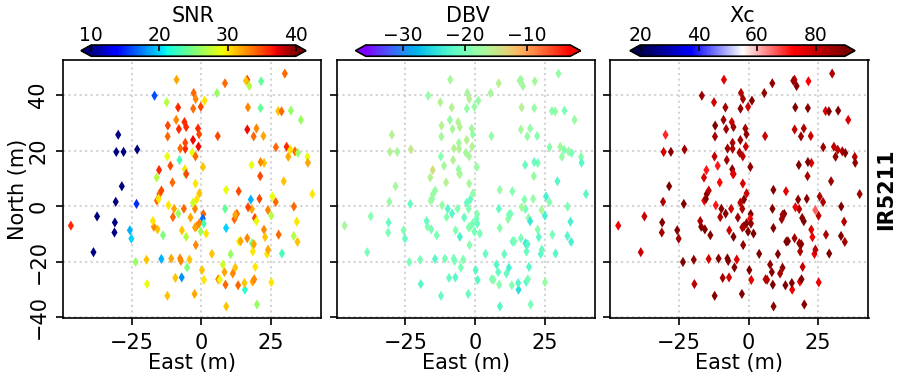 SNR DBV Xc
10 20 30 40 −30 −20 −10 20 40 60 80
40
20
0
−20
−40
North (m)
IR5211
−25 0 25 −25 0 25 −25 0 25
East (m) East (m) East (m)